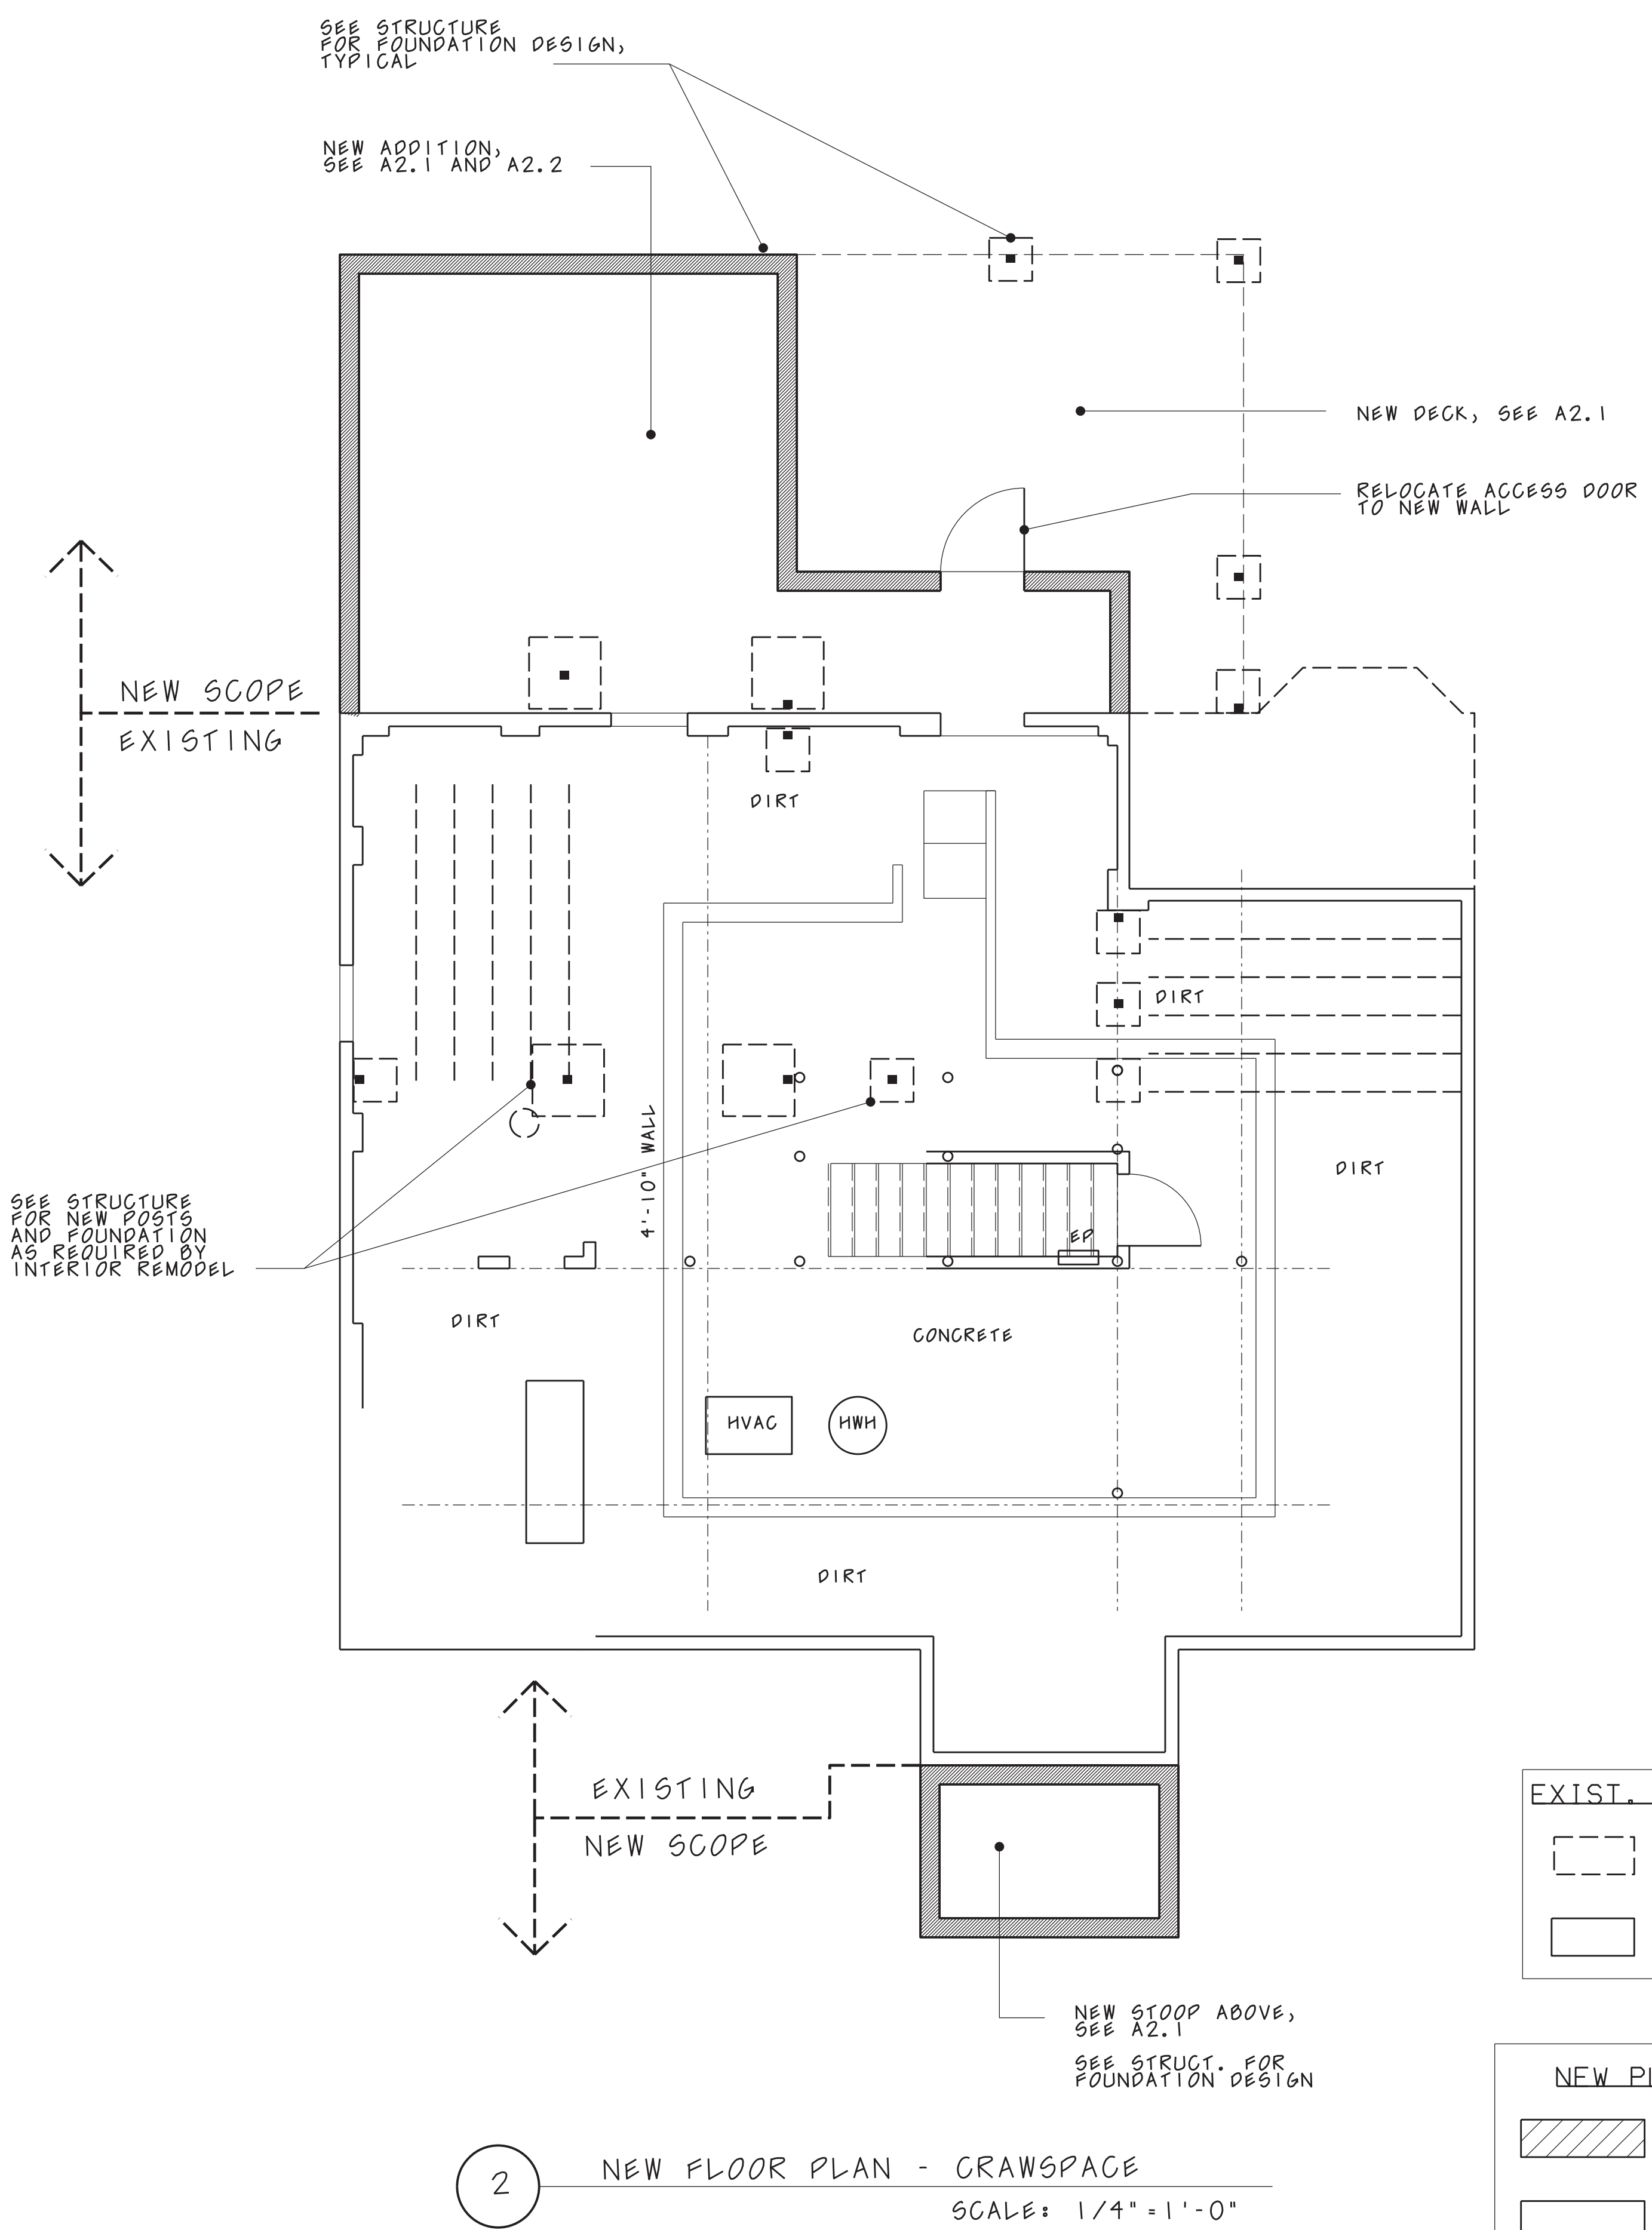 SEE STRUCTURE
FOR FOUNDATION DESIGN,
TYPICAL
NEW ADDITION,
SEE A2.1 AND A2.2
NEW DECK, SEE A2.1
RELOCATE ACCESS DOOR
TO NEW WALL
NEW SCOPE
EXISTING
DIRT
DIRT
4'-10" WALL
DIRT
SEE STRUCTURE
FOR NEW POSTS
AND FOUNDATION
AS REQUIRED BY
INTERIOR REMODEL
EP
DIRT
CONCRETE
HVAC
HWH
DIRT
EXISTING
NEW SCOPE
EXIST.
NEW STOOP ABOVE,
SEE A2.1
SEE STRUCT. FOR
FOUNDATION DESIGN
NEW
2
NEW FLOOR PLAN - CRAWSPACE
SCALE: 1/4"=1'-0"